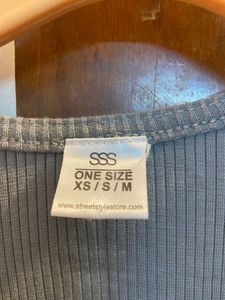 SSS
ONE SIZE
XS / S / M
www.streetstylestore.com